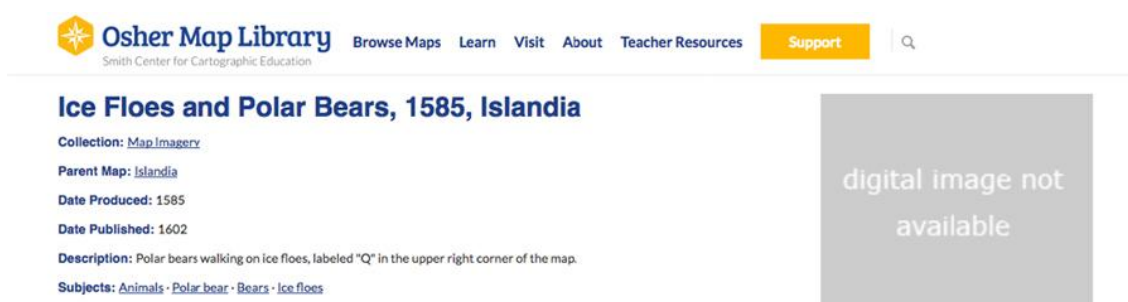 Osher Map Library
Smith Center for Cartographic Education
Browse Maps Learn Visit About Teacher Resources Support
Ice Floes and Polar Bears, 1585, Islandia
Collection: Map Imagery
Parent Map: Islandia
Date Produced: 1585
Date Published: 1602
Description: Polar bears walking on ice floes, labeled "Q" in the upper right corner of the map.
Subjects: Animals · Polar bear · Bears · Ice floes
digital image not
available